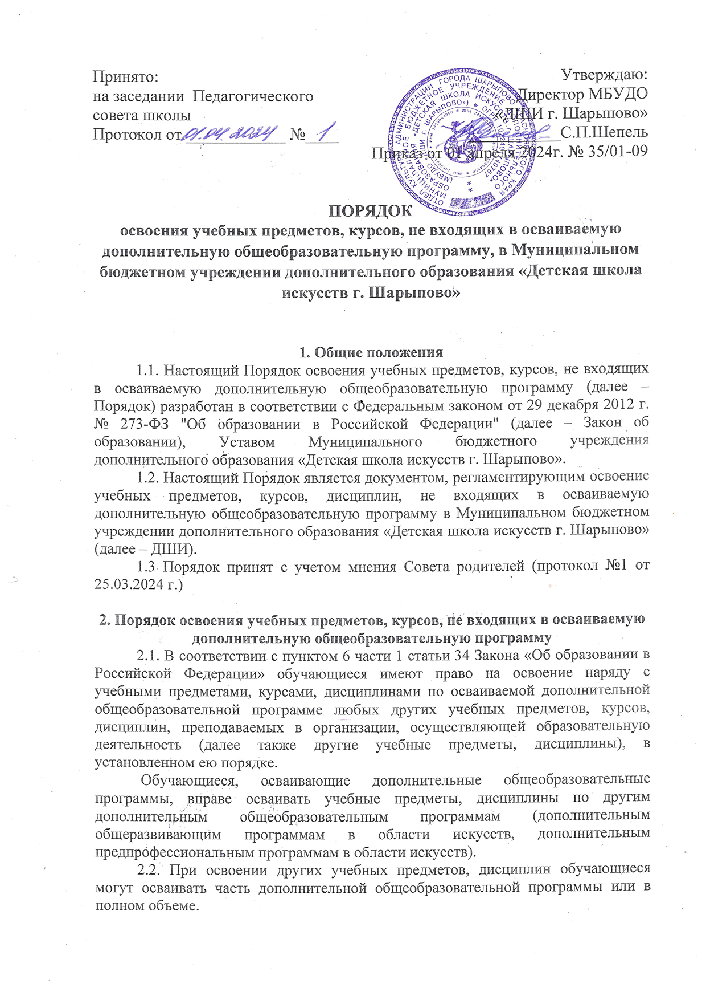 Принято:
на заседании Педагогического
совета школы
Протокол от 01.04.2024 № 1
Утверждаю:
Директор МБУДО
«ДШИ г. Шарыпово»
С.П.Шепель
Приказ от 01 апреля 2024г. № 35/01-09
ПОРЯДОК
освоения учебных предметов, курсов, не входящих в осваиваемую
дополнительную общеобразовательную программу, в Муниципальном
бюджетном учреждении дополнительного образования «Детская школа
искусств г. Шарыпово»
1. Общие положения
1.1. Настоящий Порядок освоения учебных предметов, курсов, не входящих
в осваиваемую дополнительную общеобразовательную программу (далее –
Порядок) разработан в соответствии с Федеральным законом от 29 декабря 2012 г.
№ 273-ФЗ "Об образовании в Российской Федерации" (далее – Закон об
образовании), Уставом Муниципального бюджетного учреждения
дополнительного образования «Детская школа искусств г. Шарыпово».
1.2. Настоящий Порядок является документом, регламентирующим освоение
учебных предметов, курсов, дисциплин, не входящих в осваиваемую
дополнительную общеобразовательную программу в Муниципальном бюджетном
учреждении дополнительного образования «Детская школа искусств г. Шарыпово»
(далее – ДШИ).
1.3 Порядок принят с учетом мнения Совета родителей (протокол №1 от
25.03.2024 г.)
2. Порядок освоения учебных предметов, курсов, не входящих в осваиваемую
дополнительную общеобразовательную программу
2.1. В соответствии с пунктом 6 части 1 статьи 34 Закона «Об образовании в
Российской Федерации» обучающиеся имеют право на освоение наряду с
учебными предметами, курсами, дисциплинами по осваиваемой дополнительной
общеобразовательной программе любых других учебных предметов, курсов,
дисциплин, преподаваемых в организации, осуществляющей образовательную
деятельность (далее также другие учебные предметы, дисциплины), в
установленном ею порядке.
Обучающиеся, осваивающие дополнительные общеобразовательные
программы, вправе осваивать учебные предметы, дисциплины по другим
дополнительным общеобразовательным программам (дополнительным
общеразвивающим программам в области искусств, дополнительным
предпрофессиональным программам в области искусств).
2.2. При освоении других учебных предметов, дисциплин обучающиеся
могут осваивать часть дополнительной общеобразовательной программы или в
полном объеме.